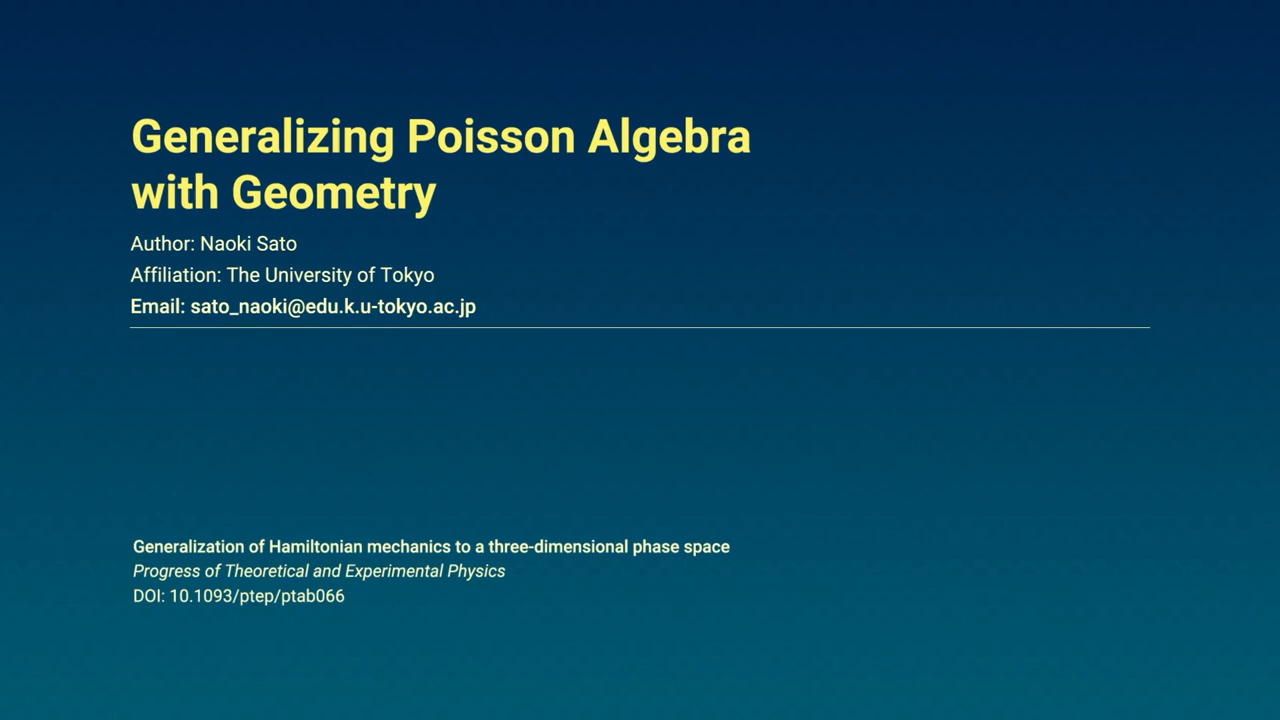 Generalizing Poisson Algebra
with Geometry
Author: Naoki Sato
Affiliation: The University of Tokyo
Email: sato_naoki@edu.k.u-tokyo.ac.jp
Generalization of Hamiltonian mechanics to a three-dimensional phase space
Progress of Theoretical and Experimental Physics
DOI: 10.1093/ptep/ptab066